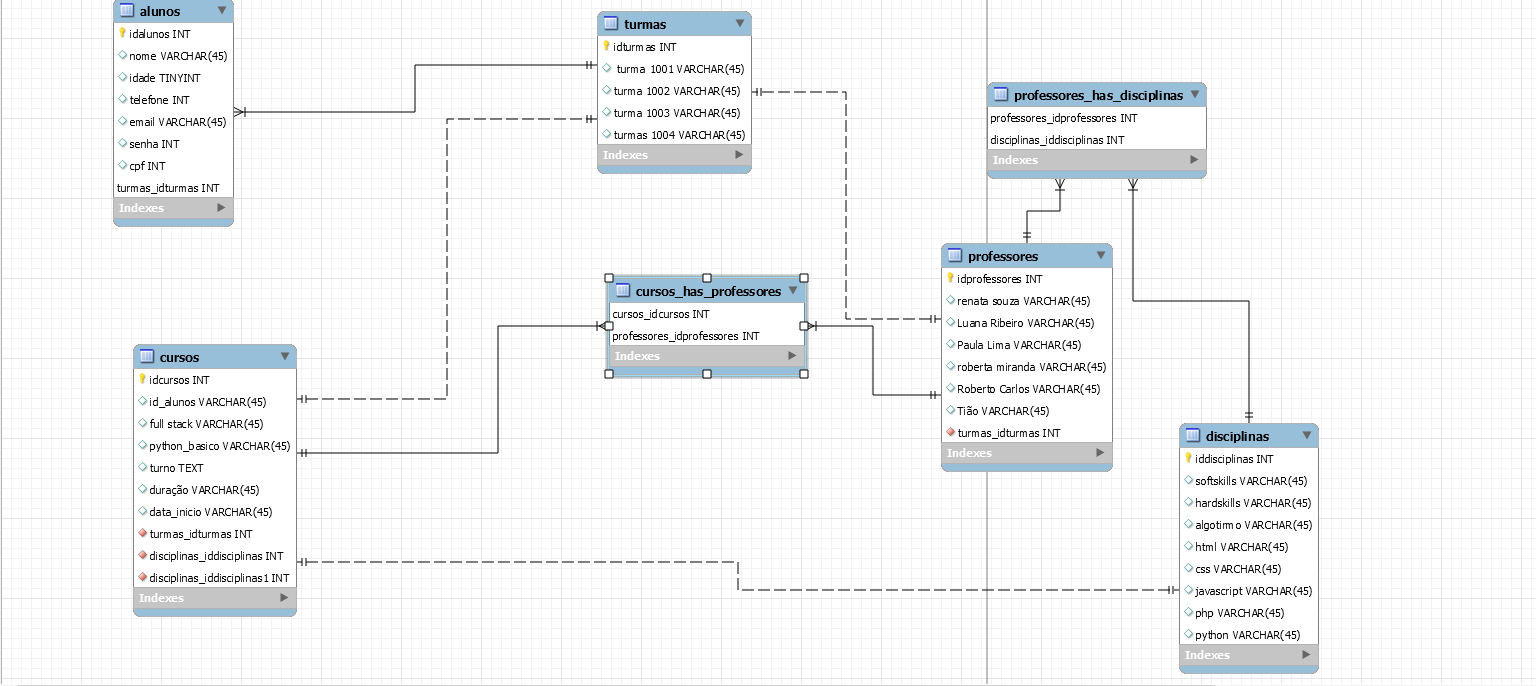 alunos
idalunos INT
nome VARCHAR(45)
idade TINYINT
telefone INT
email VARCHAR(45)
senha INT
cpf INT
turmas_idturmas INT
Indexes
turmas
idturmas INT
turma 1001 VARCHAR(45)
turma 1002 VARCHAR(45)
turma 1003 VARCHAR(45)
turmas 1004 VARCHAR(45)
Indexes
professores_has_disciplinas
professores_idprofessores INT
disciplinas_iddisciplinas INT
Indexes
cursos_has_professores
cursos_idcursos INT
professores_idprofessores INT
Indexes
professores
idprofessores INT
renata souza VARCHAR(45)
Luana Ribeiro VARCHAR(45)
Paula Lima VARCHAR(45)
roberta miranda VARCHAR(45)
Roberto Carlos VARCHAR(45)
Tião VARCHAR(45)
turmas_idturmas INT
Indexes
cursos
idcursos INT
id_alunos VARCHAR(45)
full stack VARCHAR(45)
python_basico VARCHAR(45)
turno TEXT
duração VARCHAR(45)
data_inicio VARCHAR(45)
turmas_idturmas INT
disciplinas_iddisciplinas INT
disciplinas_iddisciplinas1 INT
Indexes
disciplinas
iddisciplinas INT
softskills VARCHAR(45)
hardskills VARCHAR(45)
algotirmo VARCHAR(45)
html VARCHAR(45)
css VARCHAR(45)
javascript VARCHAR(45)
php VARCHAR(45)
python VARCHAR(45)
Indexes